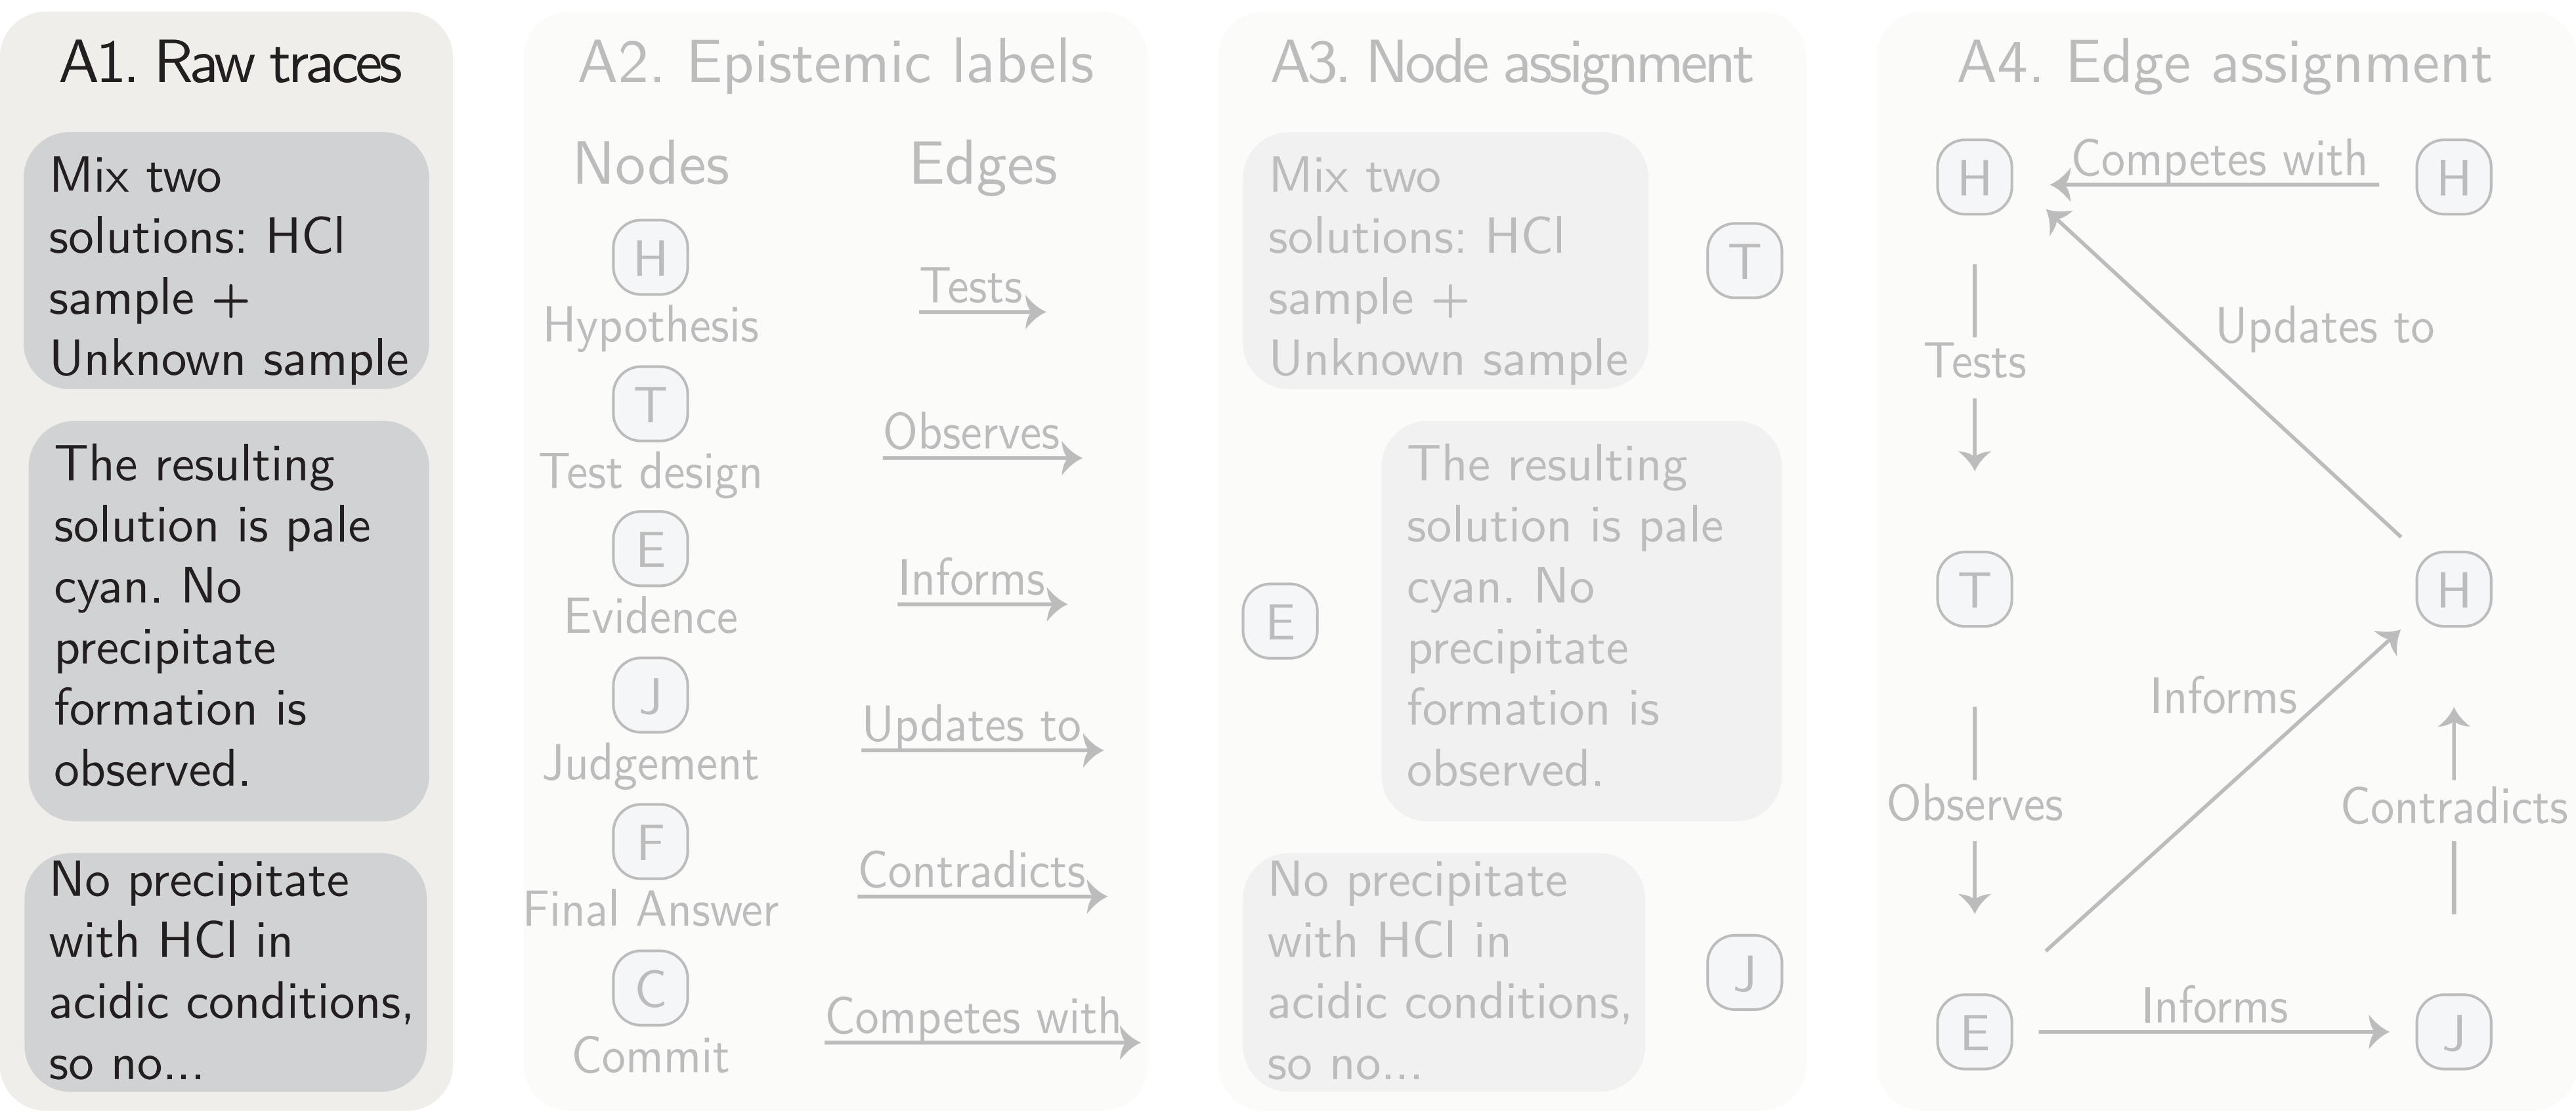 A1. Raw traces
Mix two
solutions: HCl
sample +
Unknown sample
The resulting
solution is pale
cyan. No
precipitate
formation is
observed.
No precipitate
with HCl in
acidic conditions,
so no...
A2. Epistemic labels
Nodes
H
Hypothesis
T
Test design
E
Evidence
J
Judgement
F
Final Answer
C
Commit
Edges
Tests
Observes
Informs
Updates to
Contradicts
Competes with
A3. Node assignment
Mix two
solutions: HCl
sample +
Unknown sample
T
The resulting
solution is pale
cyan. No
precipitate
formation is
observed.
E
No precipitate
with HCl in
acidic conditions,
so no...
J
A4. Edge assignment
H
Competes with
H
Tests
Updates to
T
H
Informs
Observes
Contradicts
E
Informs
J